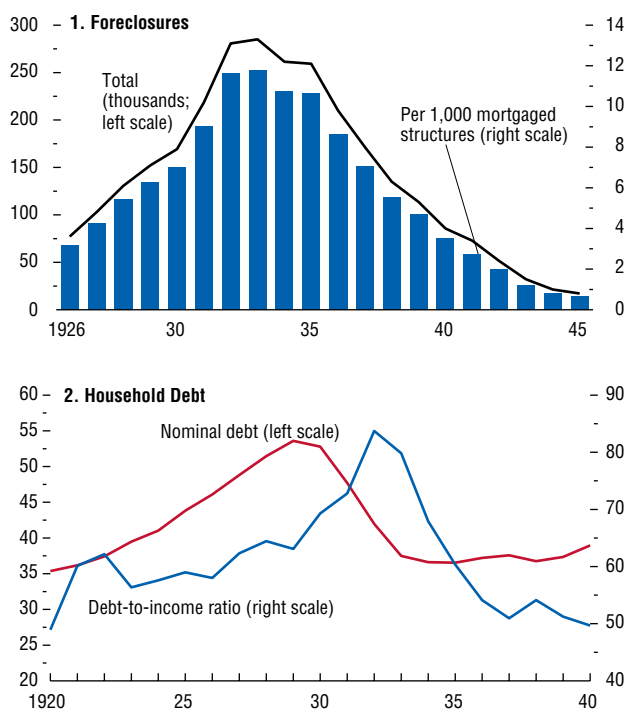 1. Foreclosures
300
250
200
150
100
50
0
14
12
10
8
6
4
2
0
Total
(thousands;
left scale)
Per 1,000 mortgaged
structures (right scale)
1926 30 35 40 45
2. Household Debt
60
55
50
45
40
35
30
25
20
90
80
70
60
50
40
Nominal debt (left scale)
Debt-to-income ratio (right scale)
1920 25 30 35 40